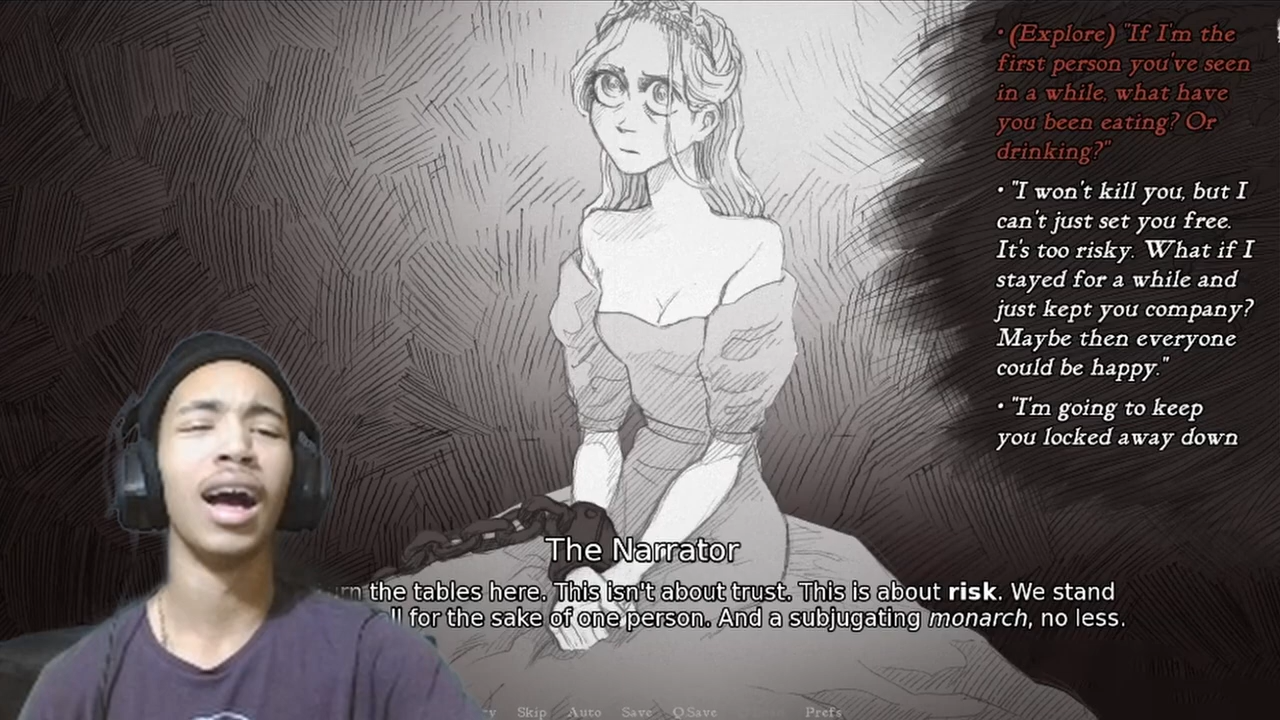 • (Explore) "If I'm the
first person you've seen
in a while, what have
you been eating? Or
drinking?"
• "I won't kill you, but I
can't just set you free.
It's too risky. What if I
stayed for a while and
just kept you company?
Maybe then everyone
could be happy."
• "I'm going to keep
you locked away down
The Narrator
the tables here. This isn't about trust. This is about risk. We stand
for the sake of one person. And a subjugating monarch, no less.
Skip Auto Save Q.Save Prefs